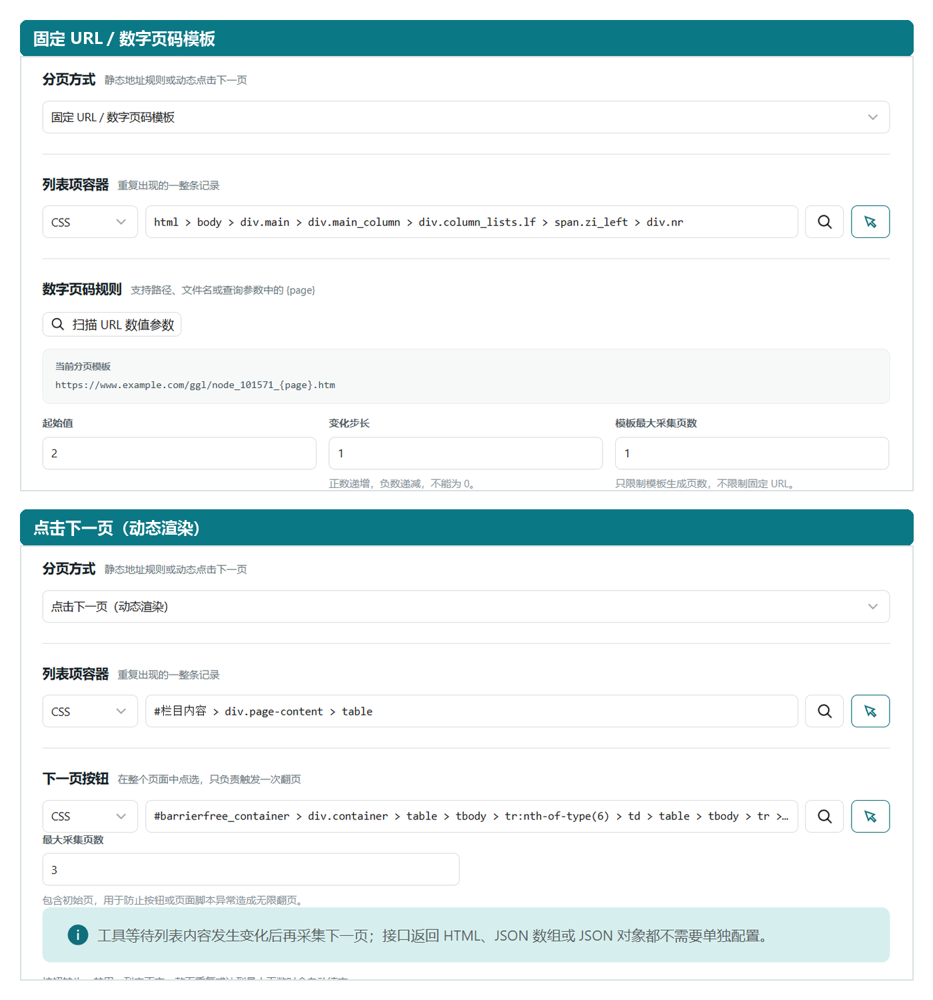 固定 URL / 数字页码模板
分页方式 静态地址规则或动态点击下一页
固定 URL / 数字页码模板
列表项容器 重复出现的一整条记录
CSS html > body > div.main > div.main_column > div.column_lists.lf > span.zi_left > div.nr
数字页码规则 支持路径、文件名或查询参数中的 {page}
扫描 URL 数值参数
当前分页模板
https://www.example.com/ggl/node_101571_{page}.htm
起始值 变化步长 模板最大采集页数
2 1 1
正数递增，负数递减，不能为 0。 只限制模板生成页数，不限制固定 URL。
点击下一页（动态渲染）
分页方式 静态地址规则或动态点击下一页
点击下一页（动态渲染）
列表项容器 重复出现的一整条记录
CSS #栏目内容 > div.page-content > table
下一页按钮 在整个页面中点选，只负责触发一次翻页
CSS #barrierfree_container > div.container > table > tbody > tr:nth-of-type(6) > td > table > tbody > tr >…
最大采集页数
3
包含初始页，用于防止按钮或页面脚本异常造成无限翻页。
工具等待列表内容发生变化后再采集下一页；接口返回 HTML、JSON 数组或 JSON 对象都不需要单独配置。